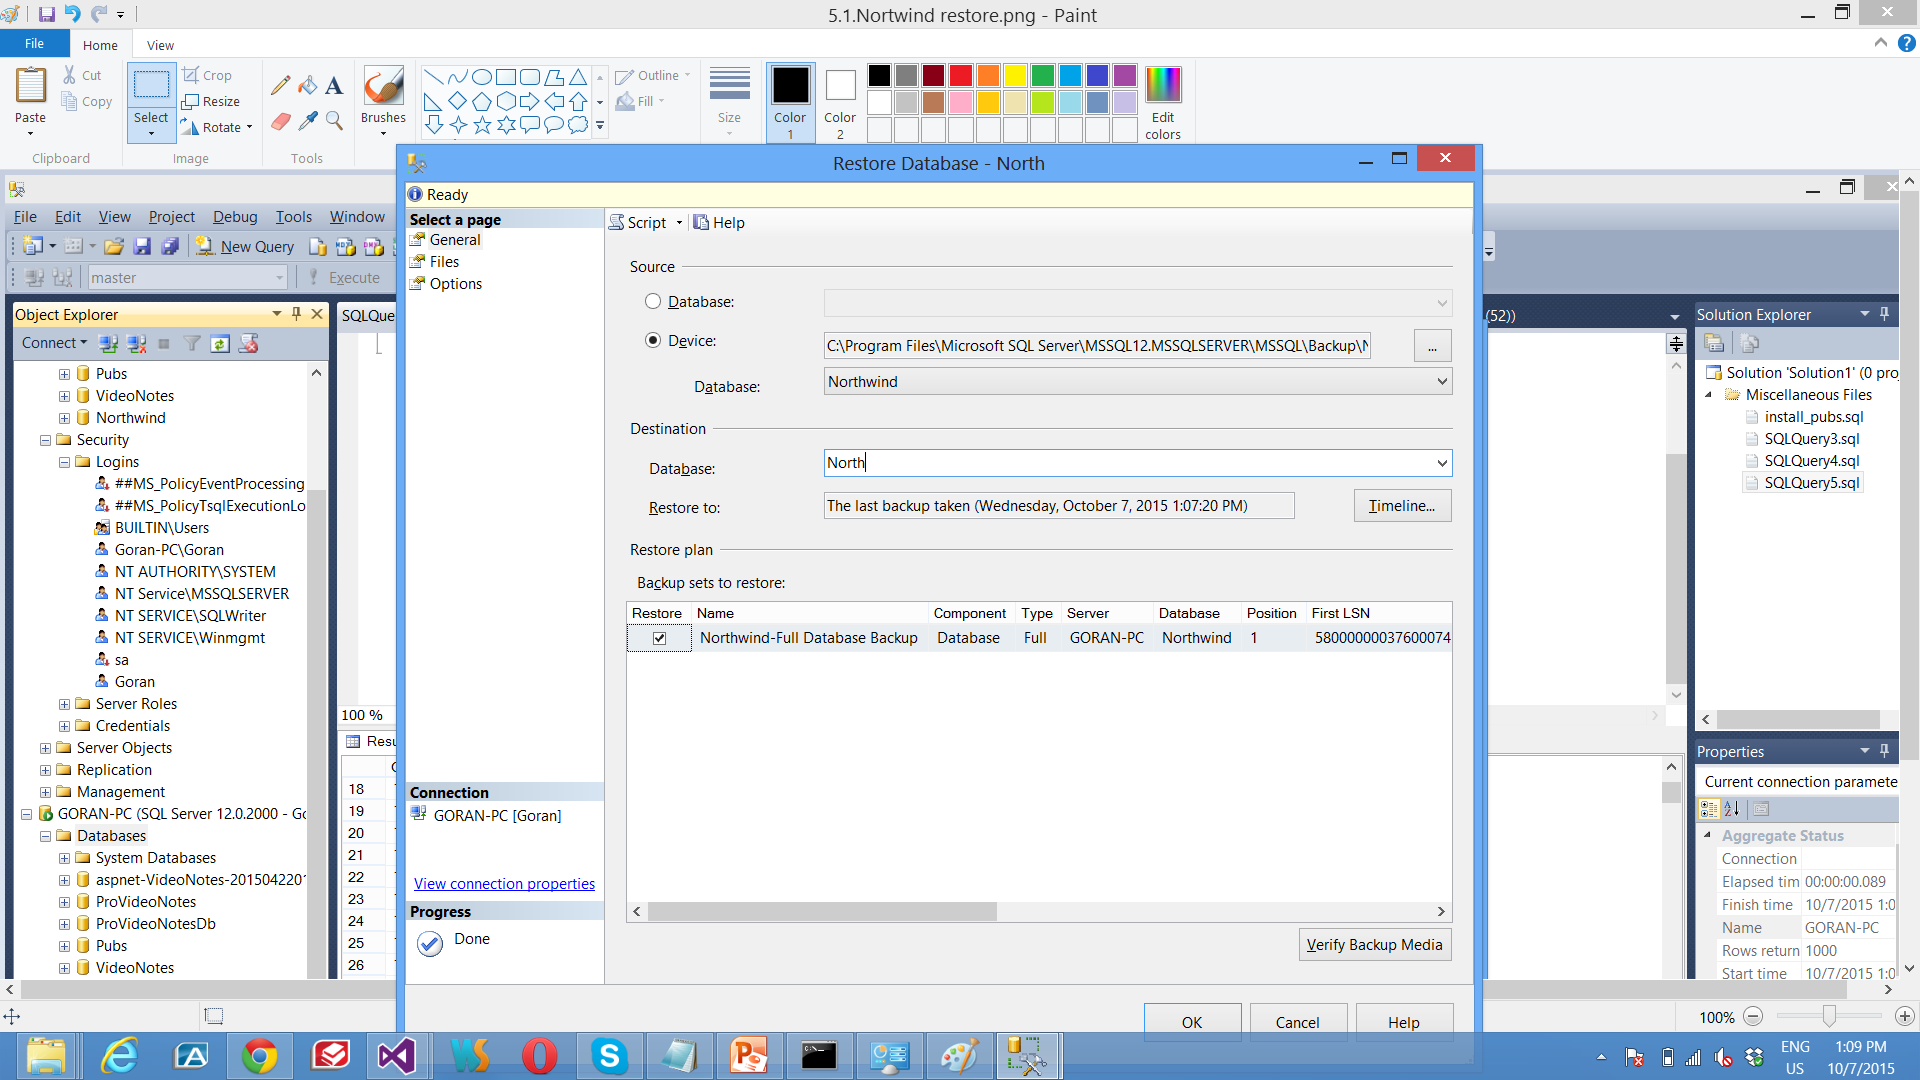 5.1.Nortwind restore.png - Paint
File
Home
View
Paste
Cut
Copy
Clipboard
Select
Crop
Resize
Rotate
Image
Tools
Brushes
Outline
Fill
Size
Color
1
Color
2
Edit
colors
Restore Database - North
Ready
Select a page
General
Files
Options
Script
Help
Source
Database:
Device:
C:\Program Files\Microsoft SQL Server\MSSQL12.MSSQLSERVER\MSSQL\Backup\N
...
Database:
Northwind
Destination
Database:
North
Restore to:
The last backup taken (Wednesday, October 7, 2015 1:07:20 PM)
Timeline...
Restore plan
Backup sets to restore:
Restore Name Component Type Server Database Position First LSN
Northwind-Full Database Backup Database Full GORAN-PC Northwind 1 58000000037600074
Connection
GORAN-PC [Goran]
View connection properties
Progress
Done
Verify Backup Media
OK
Cancel
Help
File Edit View Project Debug Tools Window
New Query
master
Execute
Object Explorer
Connect
Pubs
VideoNotes
Northwind
Security
Logins
##MS_PolicyEventProcessing
##MS_PolicyTsqlExecutionLo
BUILTIN\Users
Goran-PC\Goran
NT AUTHORITY\SYSTEM
NT Service\MSSQLSERVER
NT SERVICE\SQLWriter
NT SERVICE\Winmgmt
sa
Goran
Server Roles
Credentials
Server Objects
Replication
Management
GORAN-PC (SQL Server 12.0.2000 - Go
Databases
System Databases
aspnet-VideoNotes-201504220
ProVideoNotes
ProVideoNotesDb
Pubs
VideoNotes
SQLQue
100 %
Resu
18
19
20
21
22
23
24
25
26
(52))
Solution Explorer
Solution 'Solution1' (0 proj
Miscellaneous Files
install_pubs.sql
SQLQuery3.sql
SQLQuery4.sql
SQLQuery5.sql
Properties
Current connection paramete
Aggregate Status
Connection
Elapsed tim 00:00:00.089
Finish time 10/7/2015 1:0
Name GORAN-PC
Rows return 1000
Start time 10/7/2015 1:0
100%
ENG
US
1:09 PM
10/7/2015